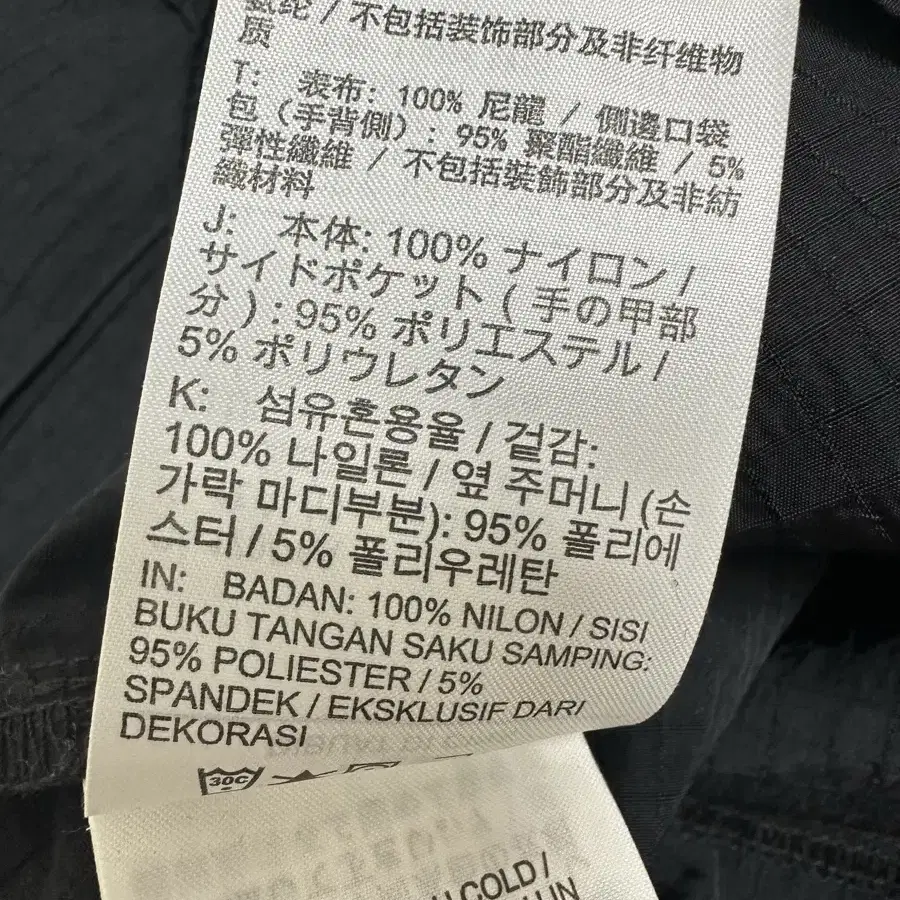 氨纶 / 不包括装饰部分及非纤维物
质
T: 表布: 100% 尼龍 / 側邊口袋
包 (手背側) : 95% 聚酯纖維 / 5%
彈性纖維 / 不包括裝飾部分及非紡
織材料
J: 本体: 100% ナイロン /
サイドポケット ( 手の甲部
分 ) : 95% ポリエステル /
5% ポリウレタン
K: 섬유혼용율 / 겉감:
100% 나일론 / 옆 주머니 (손
가락 마디부분): 95% 폴리에
스터 / 5% 폴리우레탄
IN: BADAN: 100% NILON / SISI
BUKU TANGAN SAKU SAMPING:
95% POLIESTER / 5%
SPANDEK / EKSKLUSIF DARI
DEKORASI
30C
COLD /